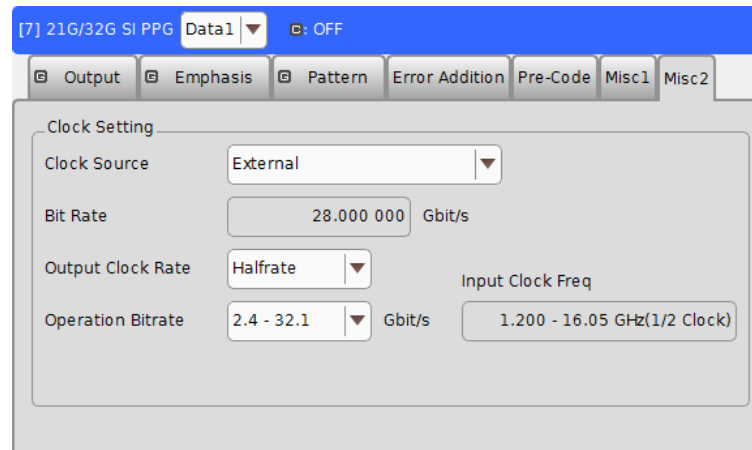 [7] 21G/32G SI PPG Data1 C: OFF
G Output G Emphasis G Pattern Error Addition Pre-Code Misc1 Misc2
Clock Setting
Clock Source External
Bit Rate 28.000 000 Gbit/s
Output Clock Rate Halfrate
Input Clock Freq
Operation Bitrate 2.4 - 32.1 Gbit/s 1.200 - 16.05 GHz(1/2 Clock)